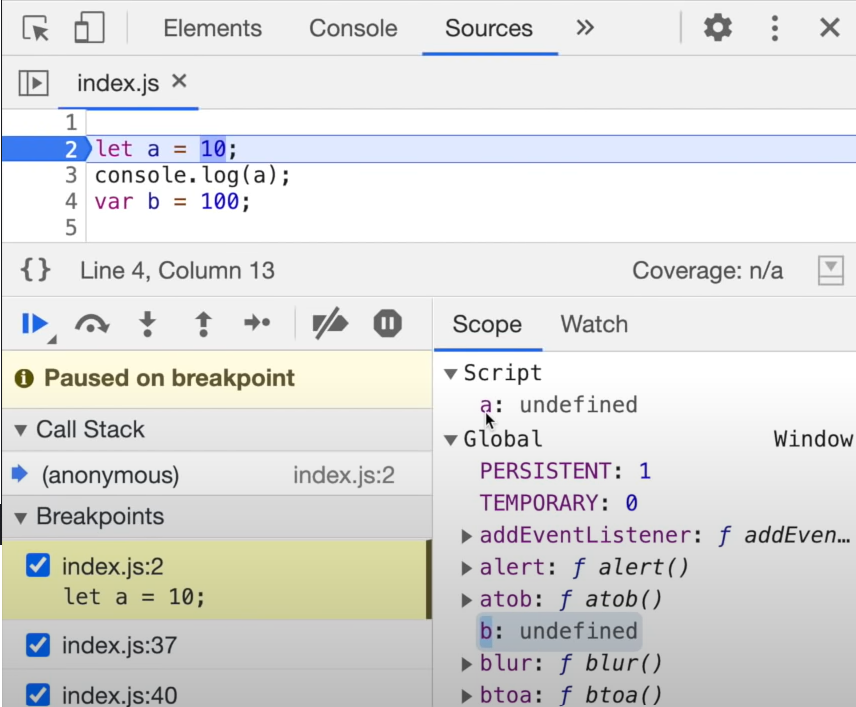 Elements Console Sources »
index.js ×
1
2 let a = 10;
3 console.log(a);
4 var b = 100;
5
{} Line 4, Column 13 Coverage: n/a
Scope Watch
Paused on breakpoint
Call Stack
(anonymous) index.js:2
Breakpoints
index.js:2
let a = 10;
index.js:37
index.js:40
Script
a: undefined
Global Window
PERSISTENT: 1
TEMPORARY: 0
addEventListener: ƒ addEven…
alert: ƒ alert()
atob: ƒ atob()
b: undefined
blur: ƒ blur()
btoa: ƒ btoa()